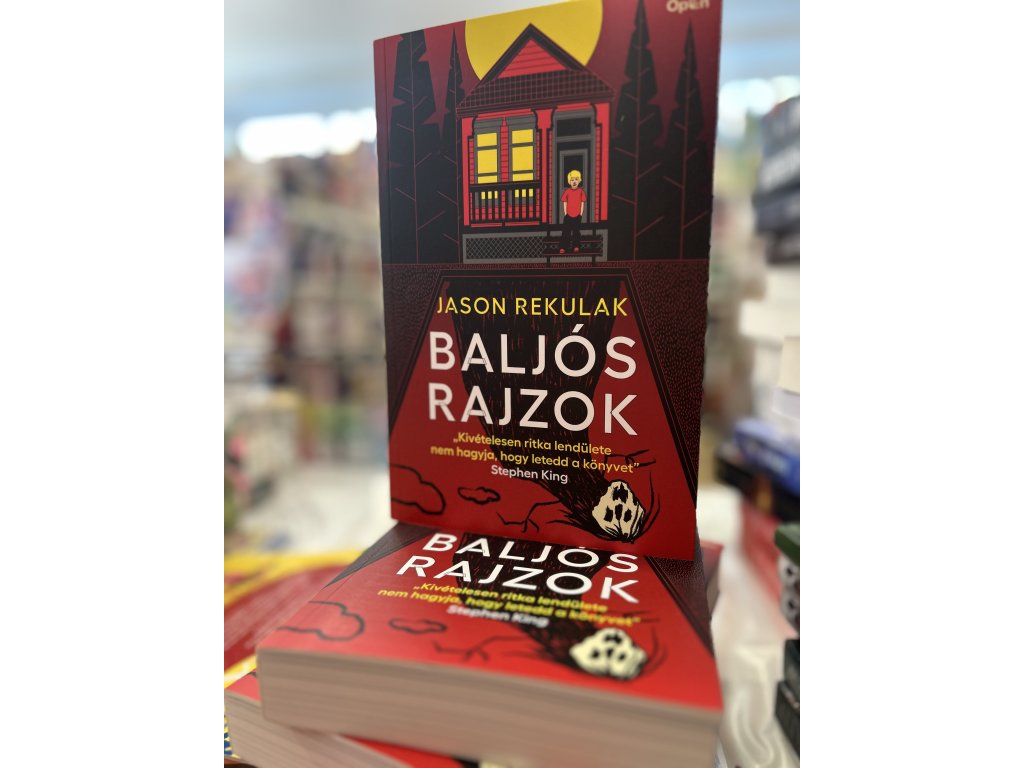 Open
JASON REKULAK
BALJÓS
RAJZOK
„Kivételesen ritka lendülete
nem hagyja, hogy letedd a könyvet”
Stephen King
BALJÓS
RAJZOK
„Kivételesen ritka lendülete
nem hagyja, hogy letedd a könyvet”
Stephen King